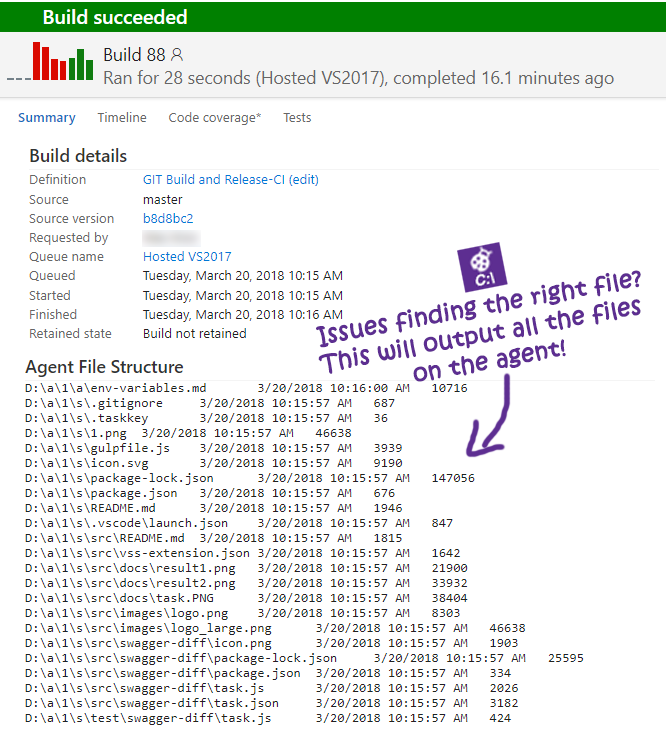 Build succeeded
Build 88
Ran for 28 seconds (Hosted VS2017), completed 16.1 minutes ago
Summary Timeline Code coverage* Tests
Build details
Definition GIT Build and Release-CI (edit)
Source master
Source version b8d8bc2
Requested by
Queue name Hosted VS2017
Queued Tuesday, March 20, 2018 10:15 AM
Started Tuesday, March 20, 2018 10:15 AM
Finished Tuesday, March 20, 2018 10:16 AM
Retained state Build not retained
C:\
Issues finding the right file?
This will output all the files
on the agent!
Agent File Structure
D:\a\1\a\env-variables.md 3/20/2018 10:16:00 AM 10716
D:\a\1\s\.gitignore 3/20/2018 10:15:57 AM 687
D:\a\1\s\.taskkey 3/20/2018 10:15:57 AM 36
D:\a\1\s\1.png 3/20/2018 10:15:57 AM 46638
D:\a\1\s\gulpfile.js 3/20/2018 10:15:57 AM 3939
D:\a\1\s\icon.svg 3/20/2018 10:15:57 AM 9190
D:\a\1\s\package-lock.json 3/20/2018 10:15:57 AM 147056
D:\a\1\s\package.json 3/20/2018 10:15:57 AM 676
D:\a\1\s\README.md 3/20/2018 10:15:57 AM 1946
D:\a\1\s\.vscode\launch.json 3/20/2018 10:15:57 AM 847
D:\a\1\s\src\README.md 3/20/2018 10:15:57 AM 1815
D:\a\1\s\src\vss-extension.json 3/20/2018 10:15:57 AM 1642
D:\a\1\s\src\docs\result1.png 3/20/2018 10:15:57 AM 21900
D:\a\1\s\src\docs\result2.png 3/20/2018 10:15:57 AM 33932
D:\a\1\s\src\docs\task.PNG 3/20/2018 10:15:57 AM 38404
D:\a\1\s\src\images\logo.png 3/20/2018 10:15:57 AM 8303
D:\a\1\s\src\images\logo_large.png 3/20/2018 10:15:57 AM 46638
D:\a\1\s\src\swagger-diff\icon.png 3/20/2018 10:15:57 AM 1903
D:\a\1\s\src\swagger-diff\package-lock.json 3/20/2018 10:15:57 AM 25595
D:\a\1\s\src\swagger-diff\package.json 3/20/2018 10:15:57 AM 334
D:\a\1\s\src\swagger-diff\task.js 3/20/2018 10:15:57 AM 2026
D:\a\1\s\src\swagger-diff\task.json 3/20/2018 10:15:57 AM 3182
D:\a\1\s\test\swagger-diff\task.js 3/20/2018 10:15:57 AM 424